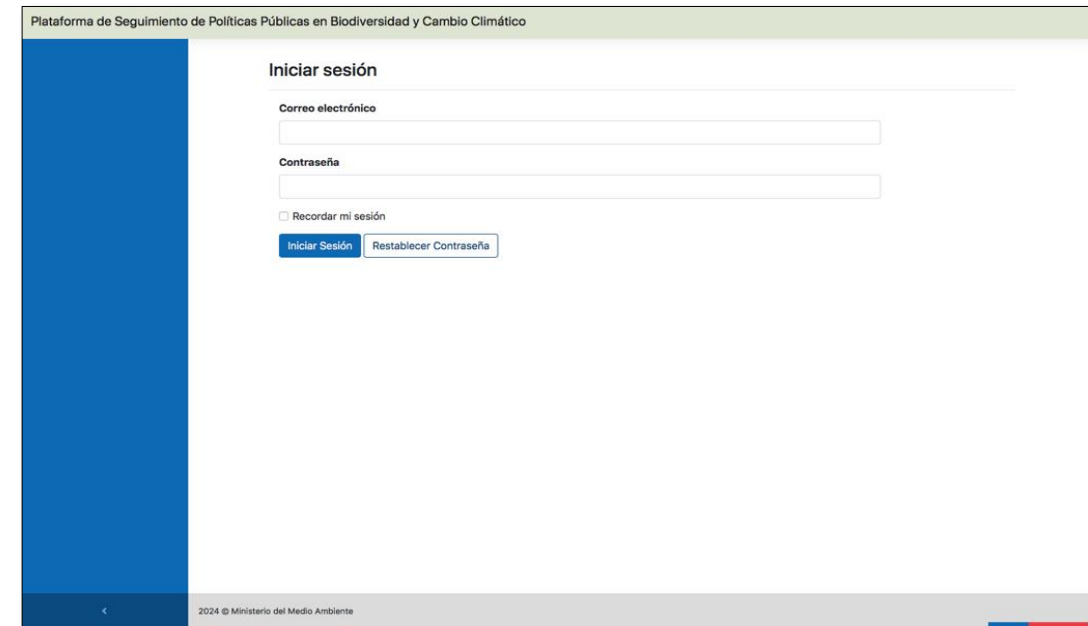 Plataforma de Seguimiento de Políticas Públicas en Biodiversidad y Cambio Climático
Iniciar sesión
Correo electrónico
Contraseña
Recordar mi sesión
Iniciar Sesión Restablecer Contraseña
2024 © Ministerio del Medio Ambiente